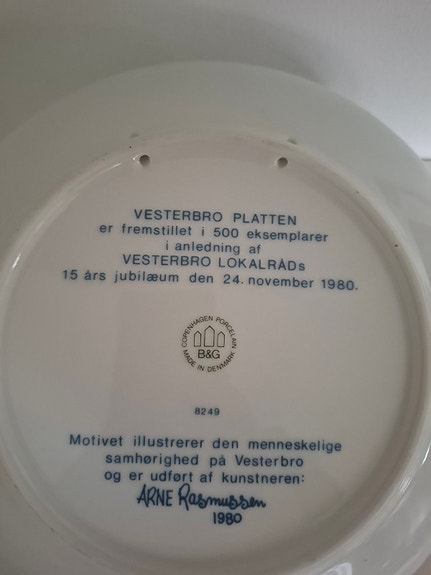 VESTERBRO PLATTEN
er fremstillet i 500 eksemplarer
i anledning af
VESTERBRO LOKALRÅDs
15 års jubilæum den 24. november 1980.
COPENHAGEN PORCELAIN
B&G
MADE IN DENMARK
8249
Motivet illustrerer den menneskelige
samhørighed på Vesterbro
og er udført af kunstneren:
ARNE Rasmussen
1980